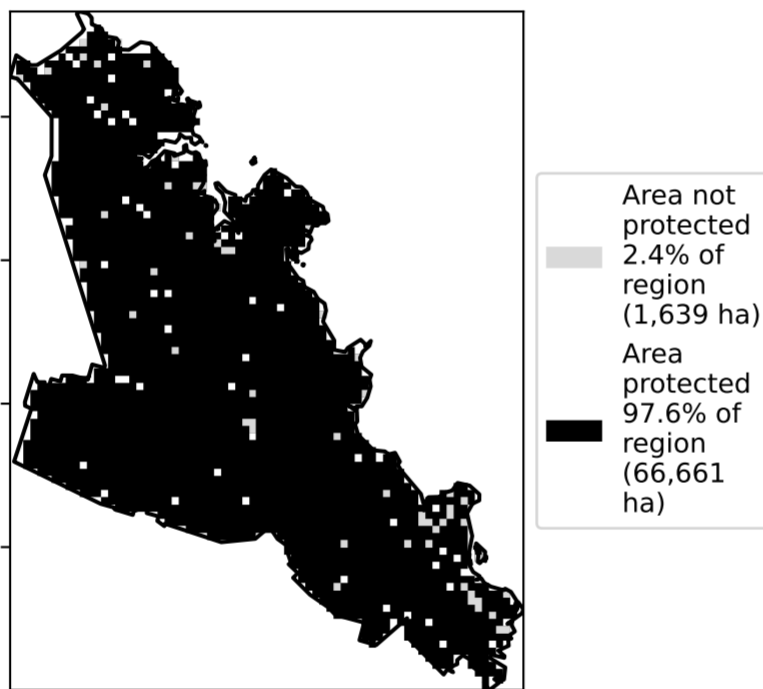 Area not
protected
2.4% of
region
(1,639 ha)
Area
protected
97.6% of
region
(66,661
ha)